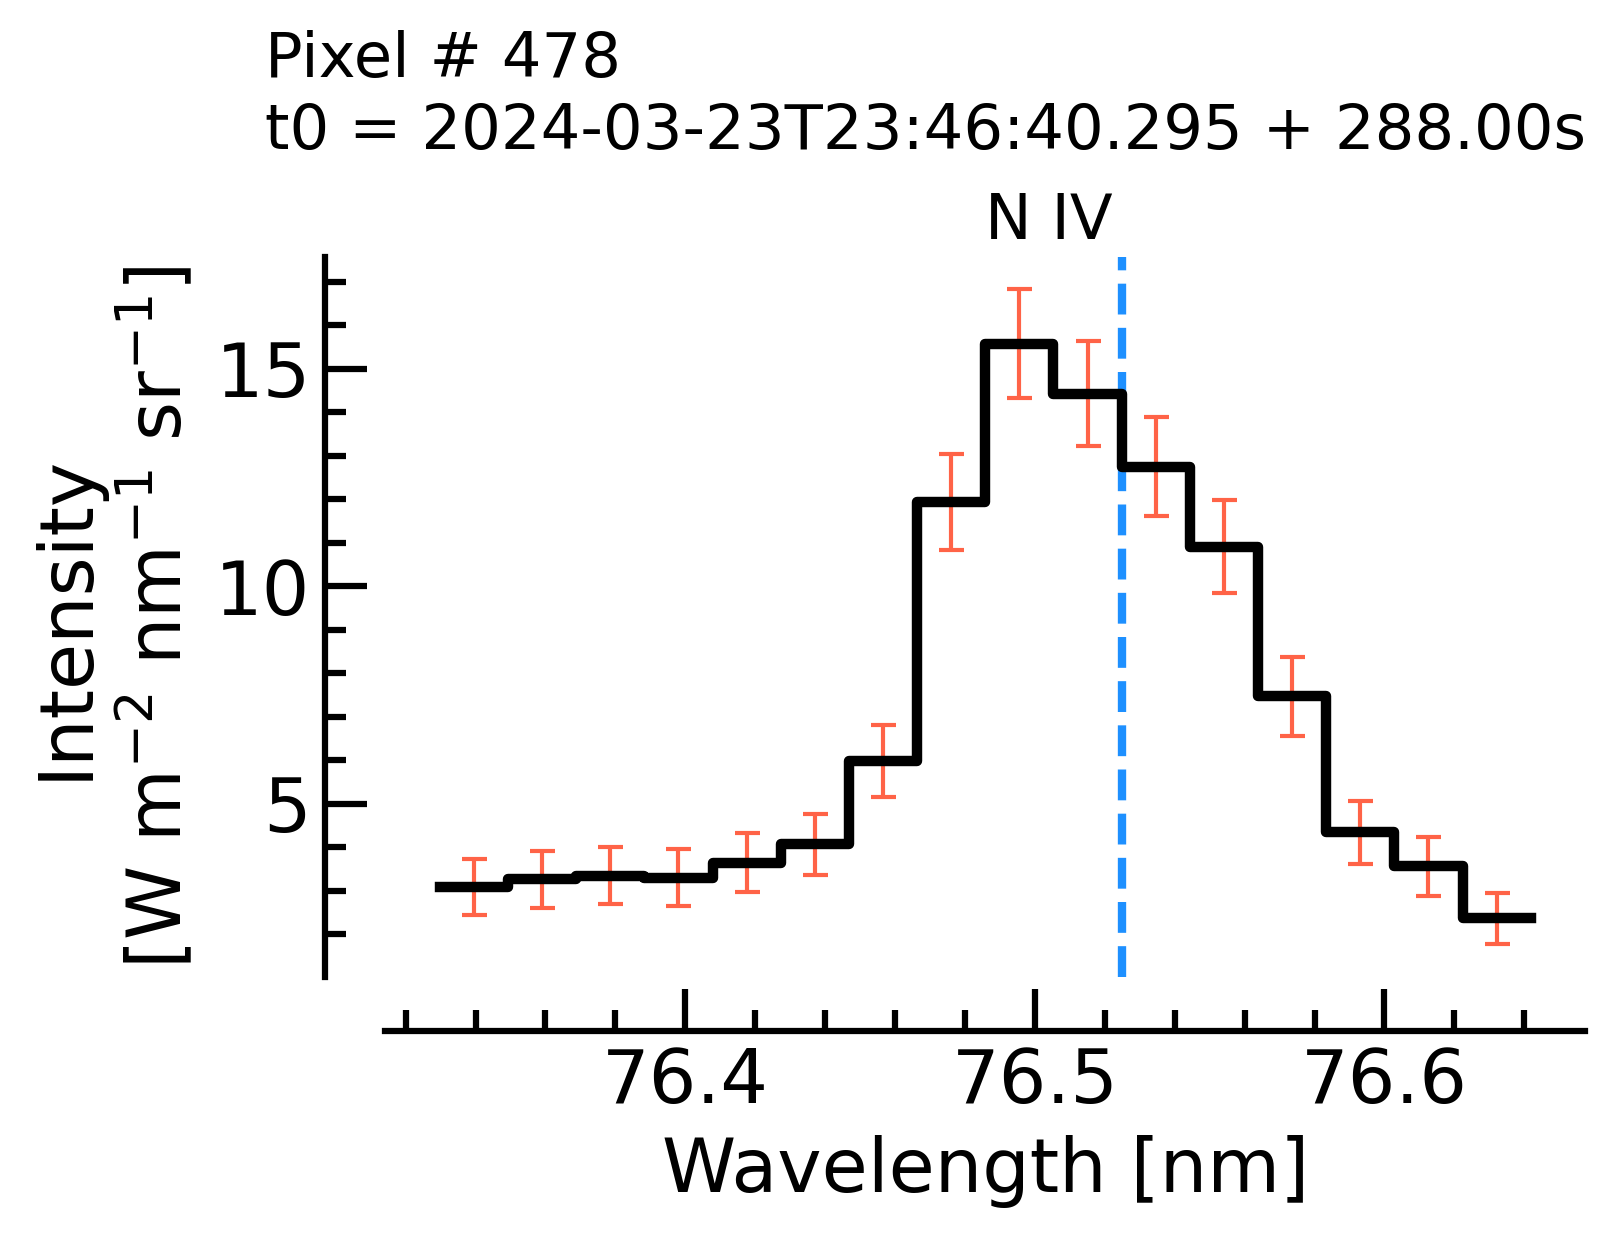 Pixel # 478
t0 = 2024-03-23T23:46:40.295 + 288.00s
N IV
Intensity
[W m⁻² nm⁻¹ sr⁻¹]
15
10
5
76.4 76.5 76.6
Wavelength [nm]